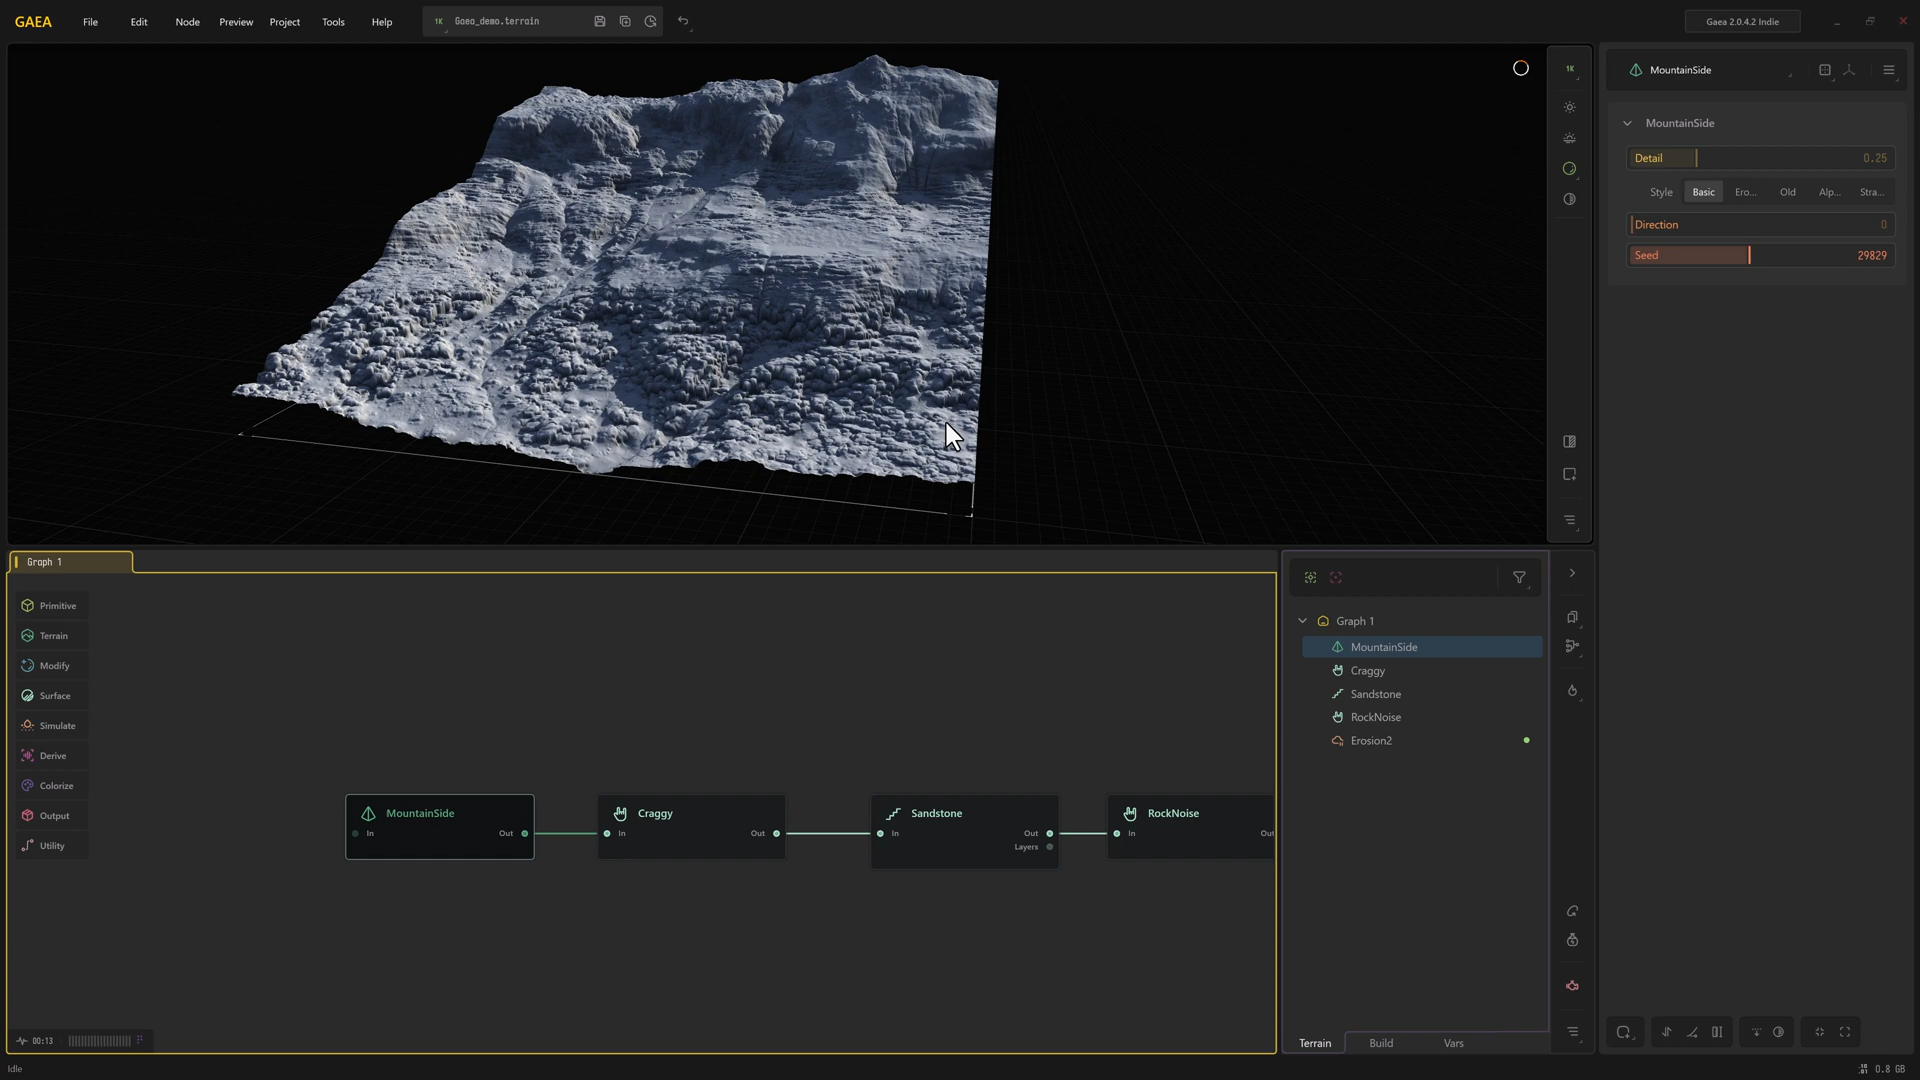 GAEA
File
Edit
Node
Preview
Project
Tools
Help
1K
Gaea_demo.terrain
Gaea 2.0.4.2 Indie
1K
MountainSide
MountainSide
Detail 0.25
Style Basic Ero... Old Alp... Stra...
Direction 0
Seed 29829
Graph 1
Primitive
Terrain
Modify
Surface
Simulate
Derive
Colorize
Output
Utility
MountainSide
In Out
Craggy
In Out
Sandstone
In Out
Layers
RockNoise
In Out
Graph 1
MountainSide
Craggy
Sandstone
RockNoise
Erosion2
00:13
Terrain
Build
Vars
Idle
0.8 GB